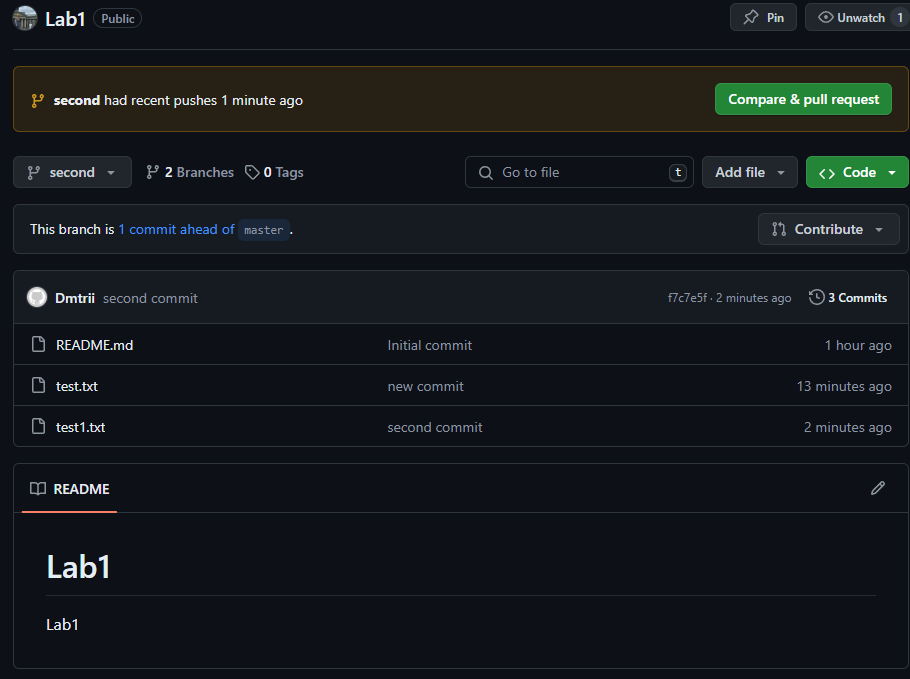 Lab1 Public Pin Unwatch 1
second had recent pushes 1 minute ago Compare & pull request
second 2 Branches 0 Tags Go to file t Add file Code
This branch is 1 commit ahead of master . Contribute
Dmtrii second commit f7c7e5f · 2 minutes ago 3 Commits
README.md Initial commit 1 hour ago
test.txt new commit 13 minutes ago
test1.txt second commit 2 minutes ago
README
Lab1
Lab1